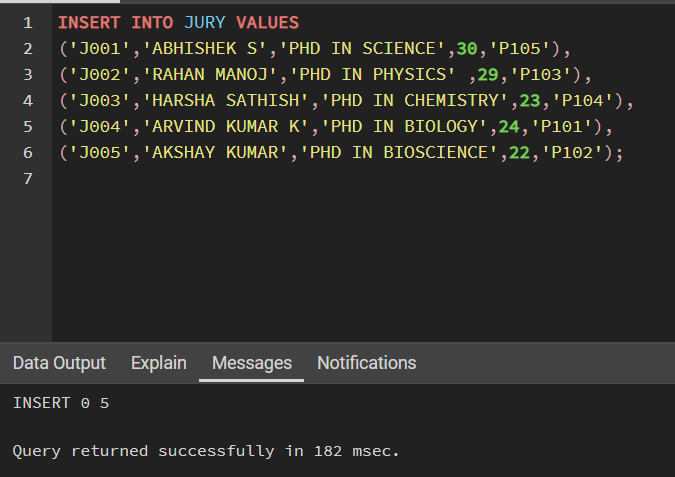 1 INSERT INTO JURY VALUES
2 ('J001','ABHISHEK S','PHD IN SCIENCE',30,'P105'),
3 ('J002','RAHAN MANOJ','PHD IN PHYSICS' ,29,'P103'),
4 ('J003','HARSHA SATHISH','PHD IN CHEMISTRY',23,'P104'),
5 ('J004','ARVIND KUMAR K','PHD IN BIOLOGY',24,'P101'),
6 ('J005','AKSHAY KUMAR','PHD IN BIOSCIENCE',22,'P102');
7
Data Output Explain Messages Notifications
INSERT 0 5
Query returned successfully in 182 msec.